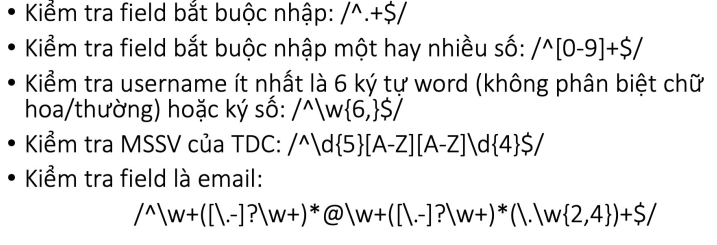 • Kiểm tra field bắt buộc nhập: /^.+$/
• Kiểm tra field bắt buộc nhập một hay nhiều số: /^[0-9]+$/
• Kiểm tra username ít nhất là 6 ký tự word (không phân biệt chữ
hoa/thường) hoặc ký số: /^\w{6,}$/
• Kiểm tra MSSV của TDC: /^\d{5}[A-Z][A-Z]\d{4}$/
• Kiểm tra field là email:
/^\w+([\.-]?\w+)*@\w+([\.-]?\w+)*(\.\w{2,4})+$/